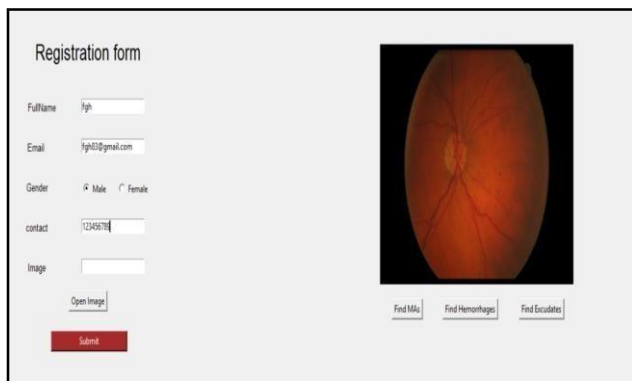 Registration form
FullName fgh
Email fgh83@gmail.com
Gender Male Female
contact 123456789
Image
Open Image
Submit
Find MAs Find Hemorrhages Find Excudates